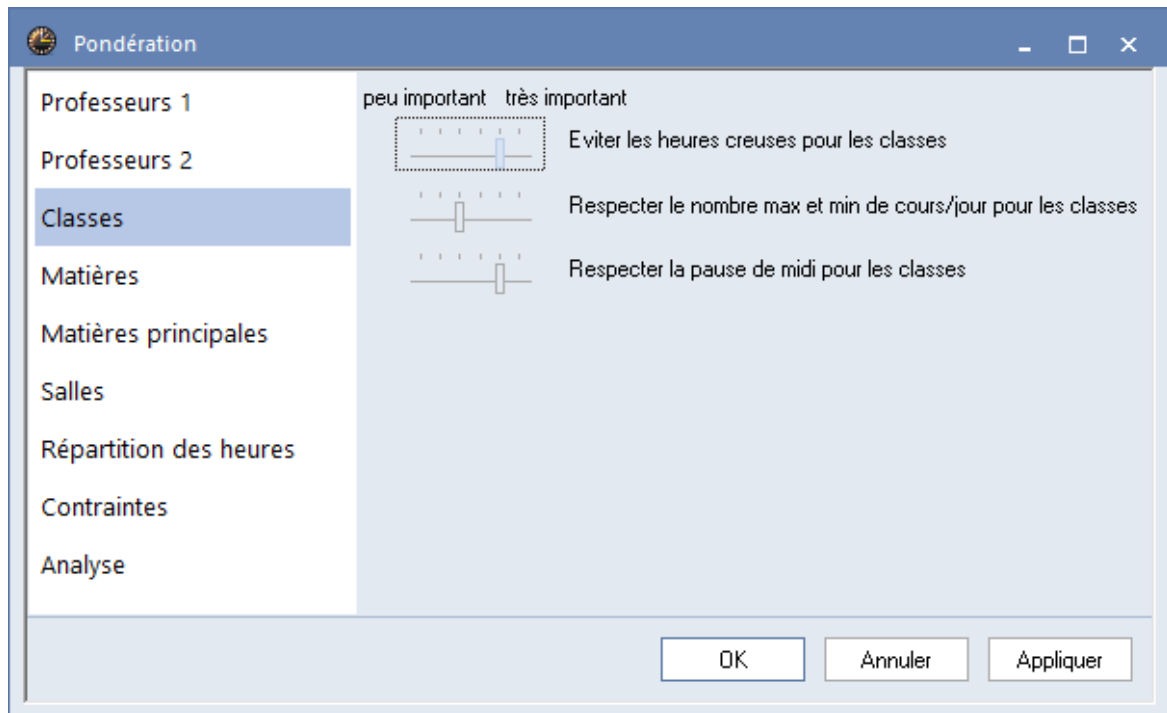 Pondération
Professeurs 1
Professeurs 2
Classes
Matières
Matières principales
Salles
Répartition des heures
Contraintes
Analyse
peu important très important
Eviter les heures creuses pour les classes
Respecter le nombre max et min de cours/jour pour les classes
Respecter la pause de midi pour les classes
OK
Annuler
Appliquer